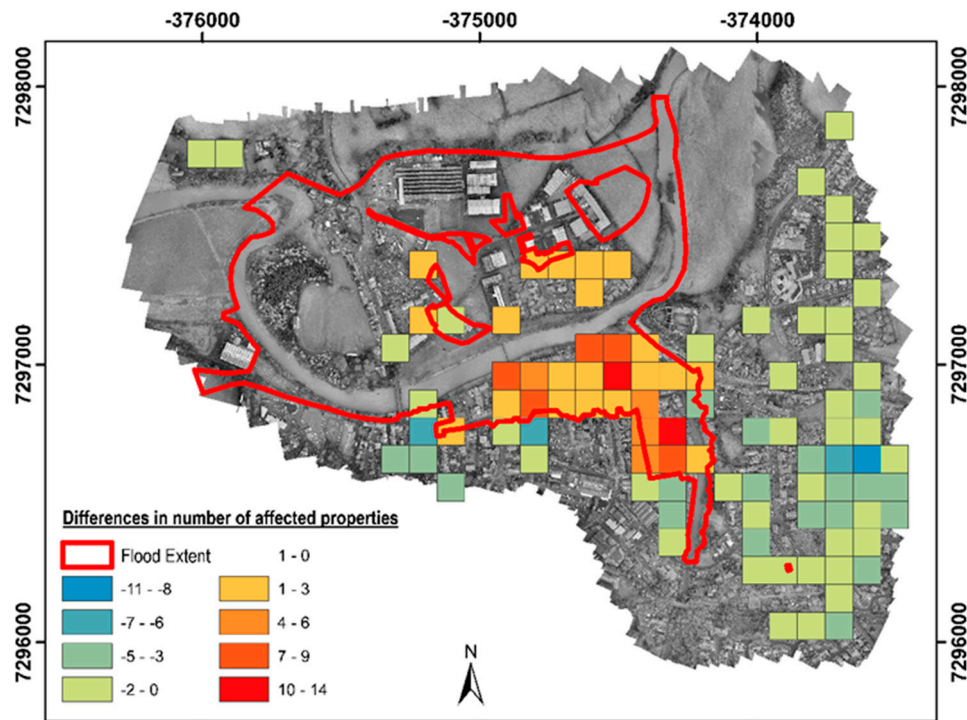 -376000 -375000 -374000
7298000 7298000
7297000 7297000
7296000 7296000
Differences in number of affected properties
Flood Extent 1 - 0
-11 - -8 1 - 3
-7 - -6 4 - 6
-5 - -3 7 - 9
-2 - 0 10 - 14
N